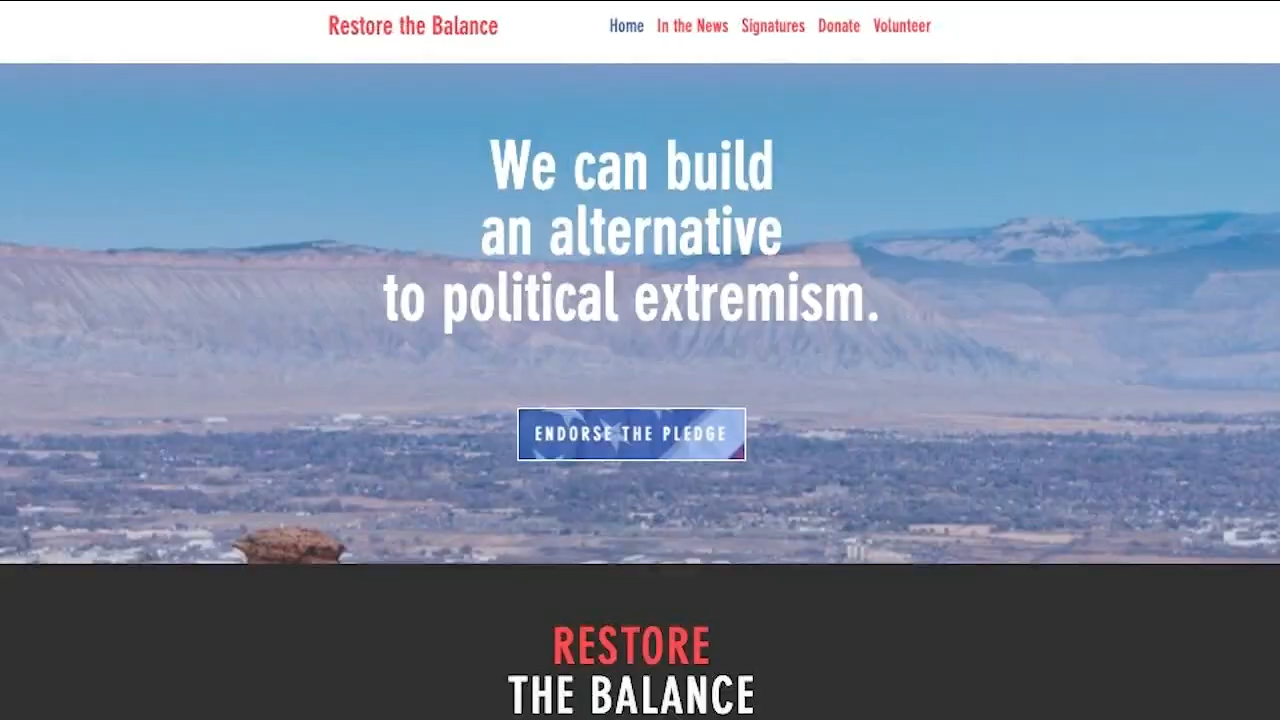 Restore the Balance
Home In the News Signatures Donate Volunteer
We can build
an alternative
to political extremism.
ENDORSE THE PLEDGE
RESTORE
THE BALANCE